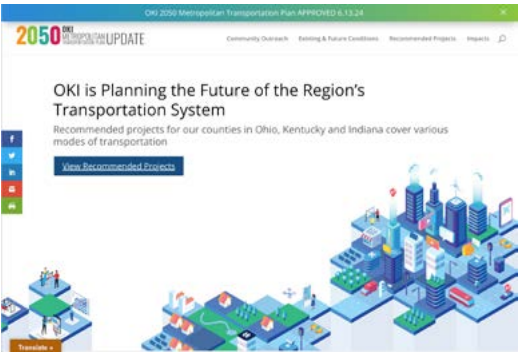 OKI 2050 Metropolitan Transportation Plan APPROVED 6.13.24
2050 OKI METROPOLITAN TRANSPORTATION PLAN UPDATE
Community Outreach Existing & Future Conditions Recommended Projects Impacts
OKI is Planning the Future of the Region's
Transportation System
Recommended projects for our counties in Ohio, Kentucky and Indiana cover various
modes of transportation
View Recommended Projects
Translate »